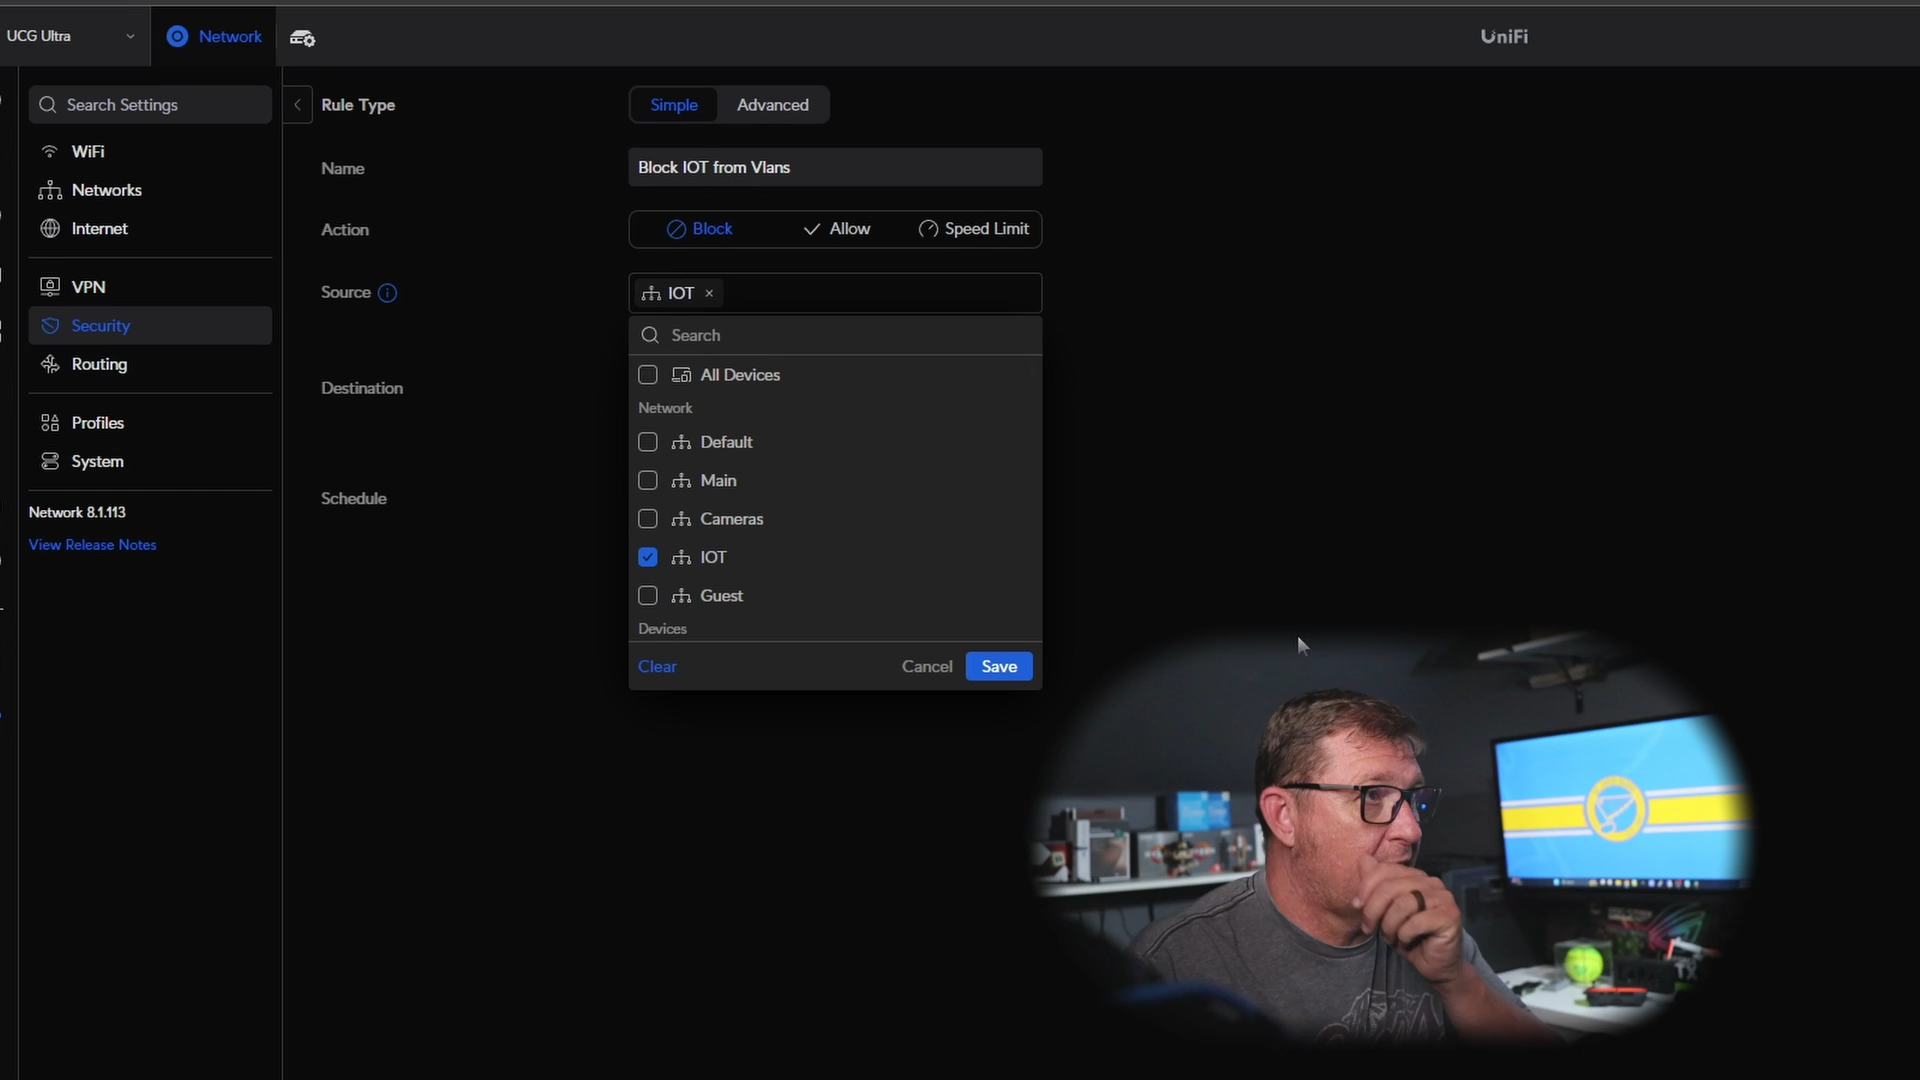 UCG Ultra
Network
UniFi
Search Settings
WiFi
Networks
Internet
VPN
Security
Routing
Profiles
System
Network 8.1.113
View Release Notes
Rule Type
Simple
Advanced
Name
Block IOT from Vlans
Action
Block
Allow
Speed Limit
Source
IOT
Search
All Devices
Network
Default
Main
Cameras
IOT
Guest
Devices
Clear
Cancel
Save
Destination
Schedule